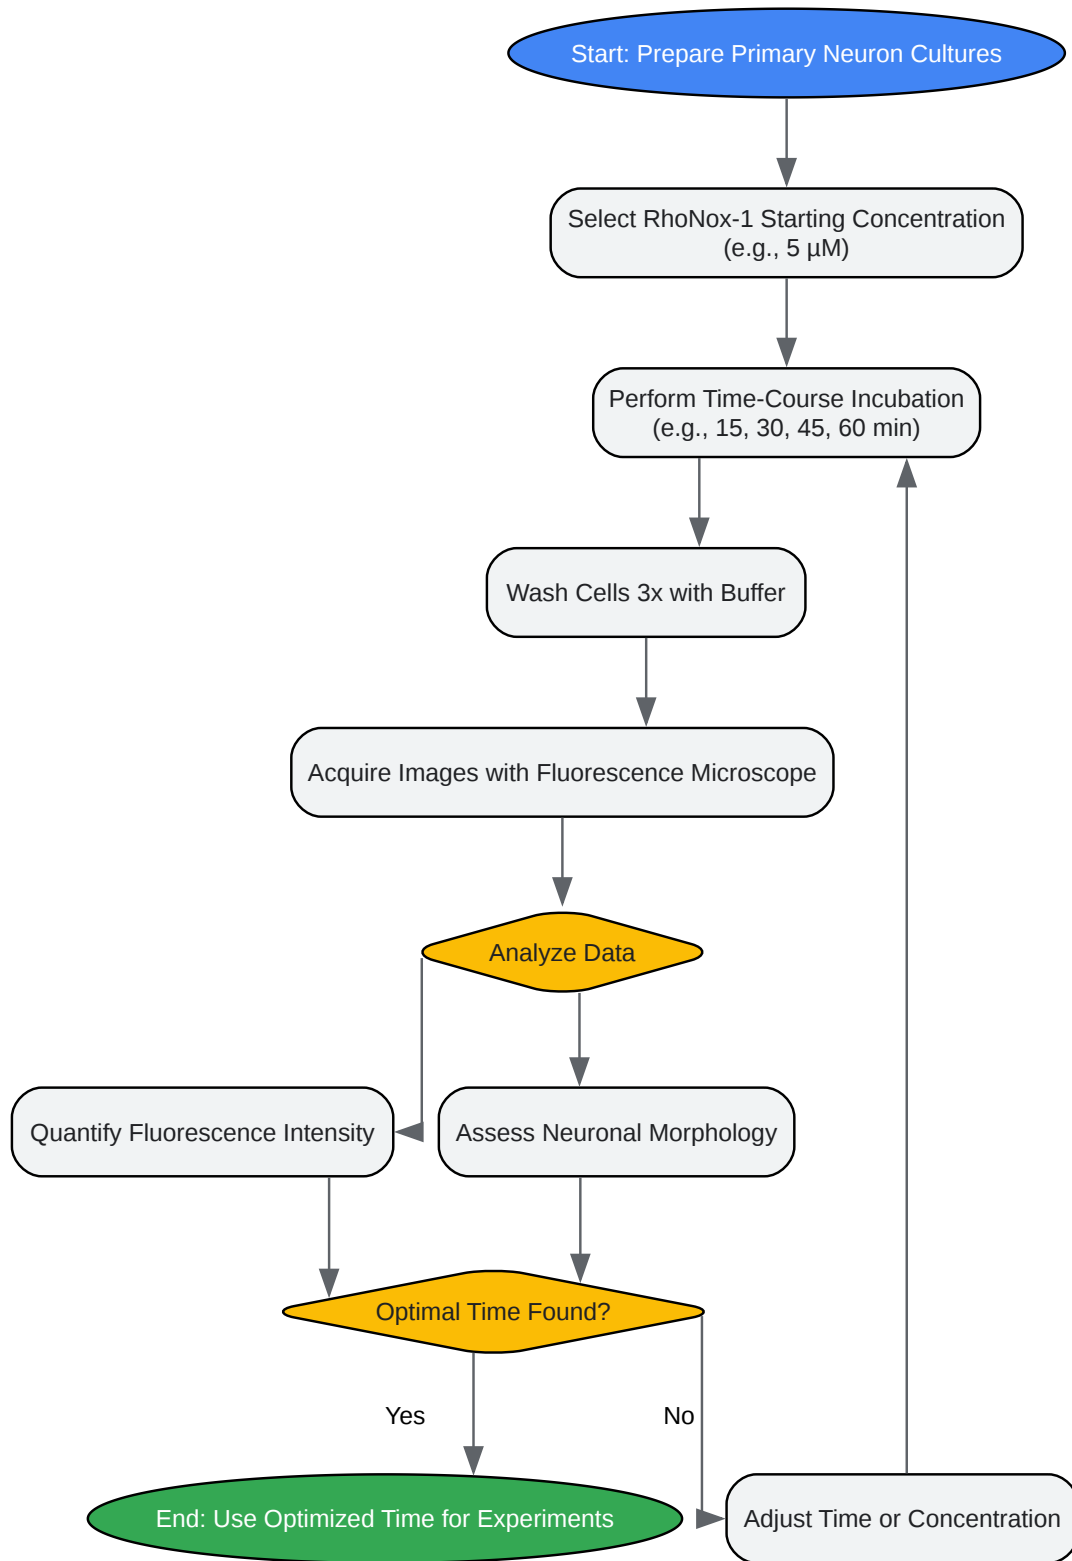 Start: Prepare Primary Neuron Cultures
Select RhoNox-1 Starting Concentration
(e.g., 5 µM)
Perform Time-Course Incubation
(e.g., 15, 30, 45, 60 min)
Wash Cells 3x with Buffer
Acquire Images with Fluorescence Microscope
Analyze Data
Quantify Fluorescence Intensity
Assess Neuronal Morphology
Optimal Time Found?
Yes
No
End: Use Optimized Time for Experiments
Adjust Time or Concentration